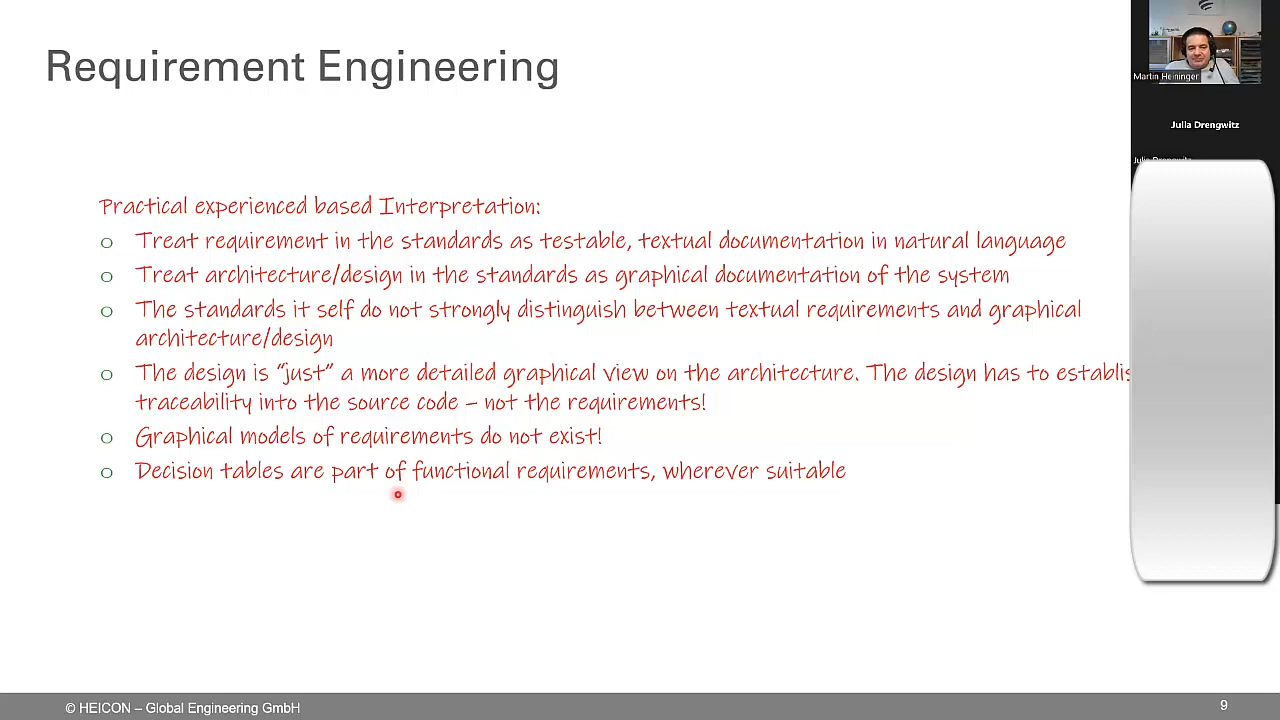 Requirement Engineering
Martin Heininger
Julia Drengwitz
Practical experienced based Interpretation:
o Treat requirement in the standards as testable, textual documentation in natural language
o Treat architecture/design in the standards as graphical documentation of the system
o The standards it self do not strongly distinguish between textual requirements and graphical
architecture/design
o The design is "just" a more detailed graphical view on the architecture. The design has to
traceability into the source code – not the requirements!
o Graphical models of requirements do not exist!
o Decision tables are part of functional requirements, wherever suitable
© HEICON – Global Engineering GmbH
9